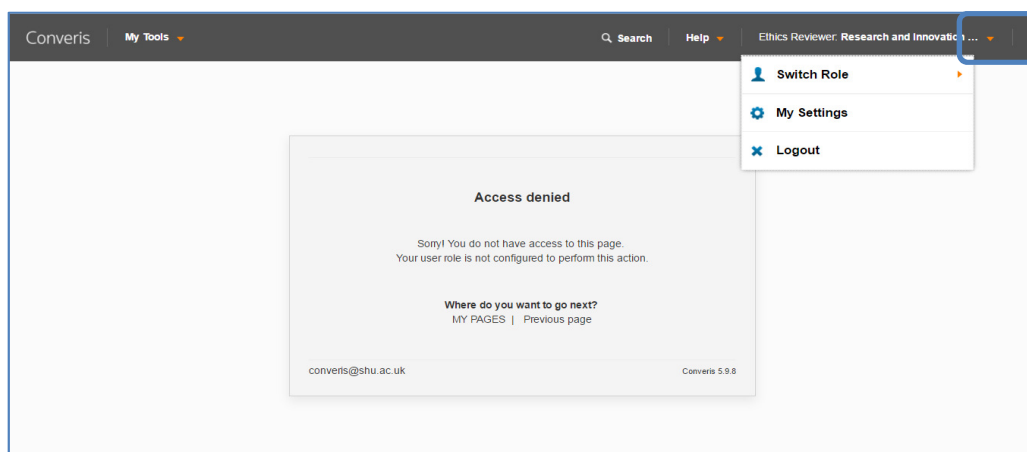 Converis My Tools Search Help Ethics Reviewer: Research and Innovation ...
Switch Role
My Settings
Logout
Access denied
Sorry! You do not have access to this page.
Your user role is not configured to perform this action.
Where do you want to go next?
MY PAGES | Previous page
converis@shu.ac.uk Converis 5.9.8